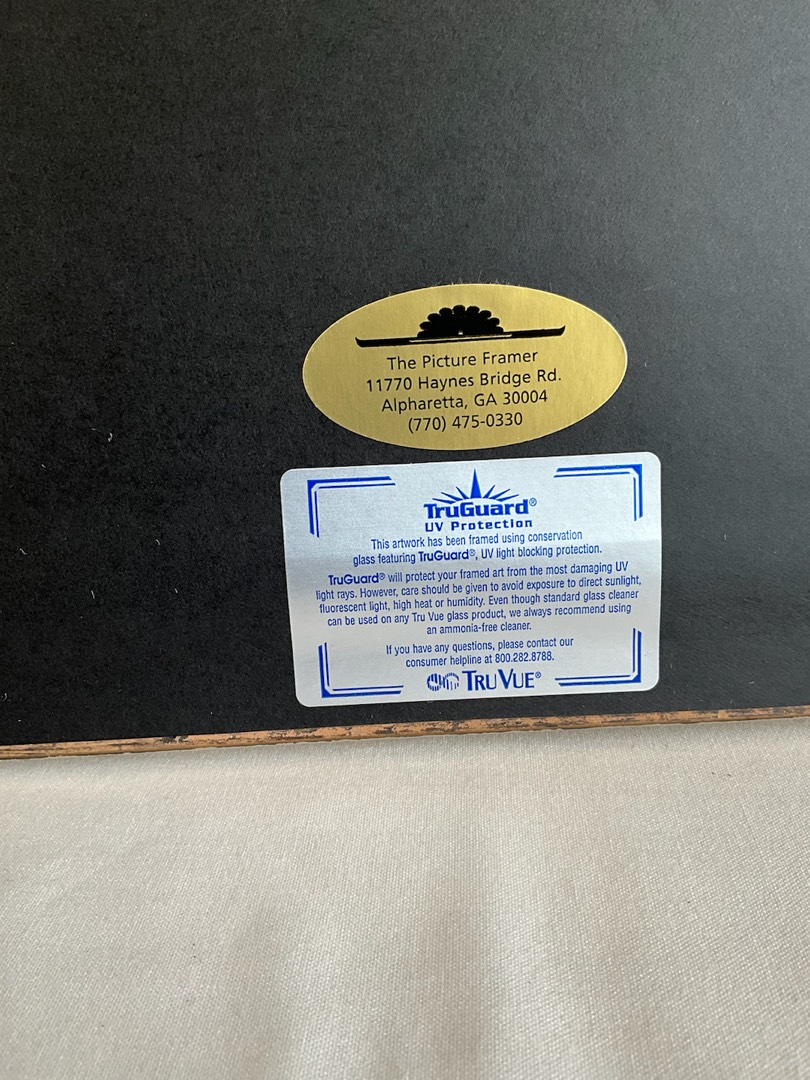 The Picture Framer
11770 Haynes Bridge Rd.
Alpharetta, GA 30004
(770) 475-0330
TruGuard®
UV Protection
This artwork has been framed using conservation
glass featuring TruGuard®, UV light blocking protection.
TruGuard® will protect your framed art from the most damaging UV
light rays. However, care should be given to avoid exposure to direct sunlight,
fluorescent light, high heat or humidity. Even though standard glass cleaner
can be used on any Tru Vue glass product, we always recommend using
an ammonia-free cleaner.
If you have any questions, please contact our
consumer helpline at 800.282.8788.
TRU VUE®